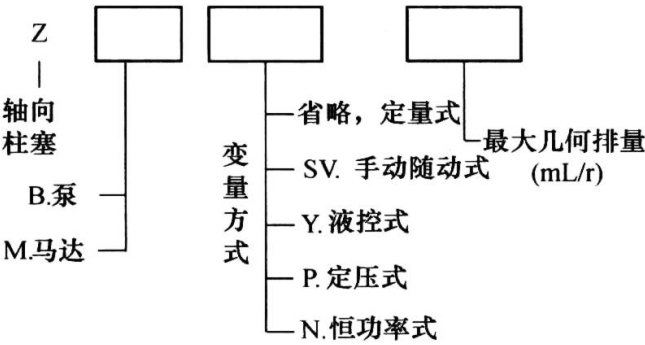 Z
轴向
柱塞
B.泵
M.马达
变量方式
省略，定量式
SV. 手动随动式
Y. 液控式
P. 定压式
N. 恒功率式
最大几何排量
(mL/r)